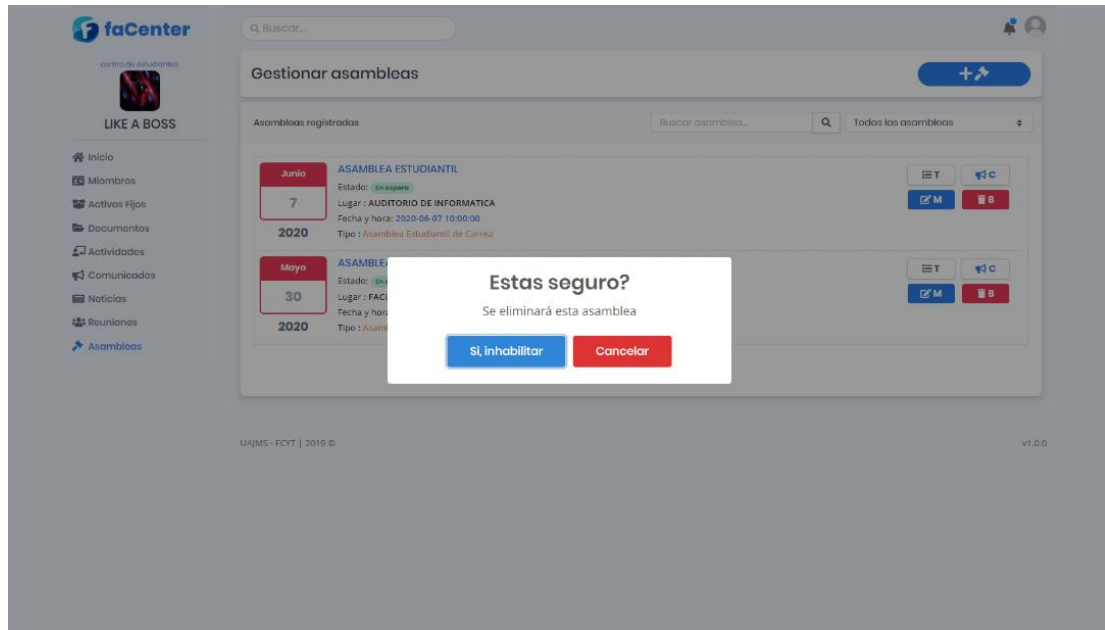 faCenter
Buscar...
centro de estudiantes
LIKE A BOSS
Inicio
Miembros
Activos Fijos
Documentos
Actividades
Comunicados
Noticias
Reuniones
Asambleas
Gestionar asambleas
Asambleas registradas
Buscar asamblea...
Todas las asambleas
Junio
7
2020
ASAMBLEA ESTUDIANTIL
Estado: En espera
Lugar : AUDITORIO DE INFORMATICA
Fecha y hora: 2020-06-07 10:00:00
Tipo : Asamblea Estudiantil de Carrea
T
C
M
B
Mayo
30
2020
ASAMBLEA
Estado:
Lugar :
Fecha y hora
Tipo :
T
C
M
B
Estas seguro?
Se eliminará esta asamblea
Si, inhabilitar
Cancelar
UAJMS - FCYT | 2019 ©
v1.0.0